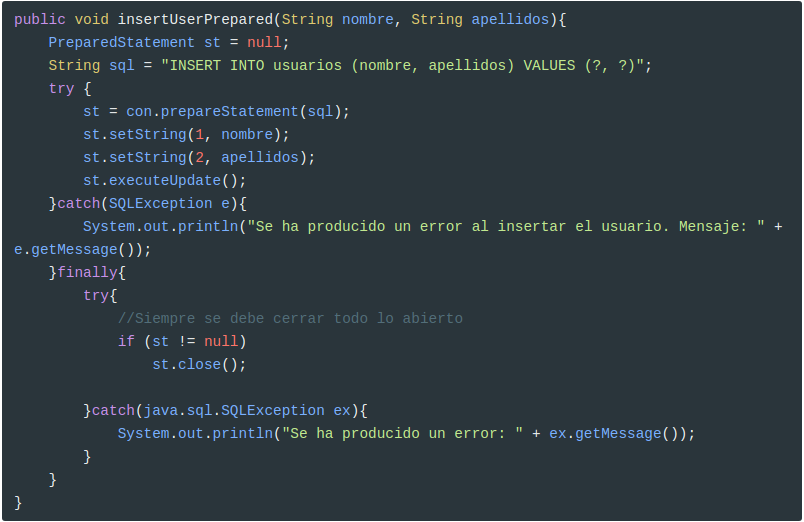 public void insertUserPrepared(String nombre, String apellidos){
    PreparedStatement st = null;
    String sql = "INSERT INTO usuarios (nombre, apellidos) VALUES (?, ?)";
    try {
        st = con.prepareStatement(sql);
        st.setString(1, nombre);
        st.setString(2, apellidos);
        st.executeUpdate();
    }catch(SQLException e){
        System.out.println("Se ha producido un error al insertar el usuario. Mensaje: " +
e.getMessage());
    }finally{
        try{
            //Siempre se debe cerrar todo lo abierto
            if (st != null)
                st.close();

        }catch(java.sql.SQLException ex){
            System.out.println("Se ha producido un error: " + ex.getMessage());
        }
    }
}